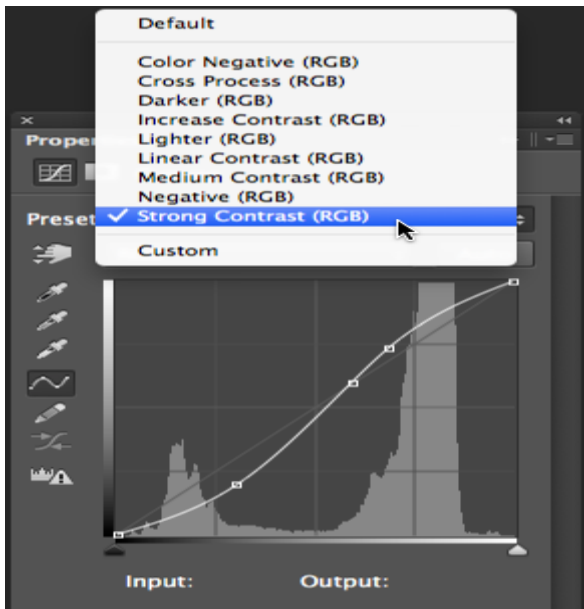 Default
Color Negative (RGB)
Cross Process (RGB)
Darker (RGB)
Increase Contrast (RGB)
Lighter (RGB)
Linear Contrast (RGB)
Medium Contrast (RGB)
Negative (RGB)
Strong Contrast (RGB)
Custom
Proper
Preset
Input: Output: